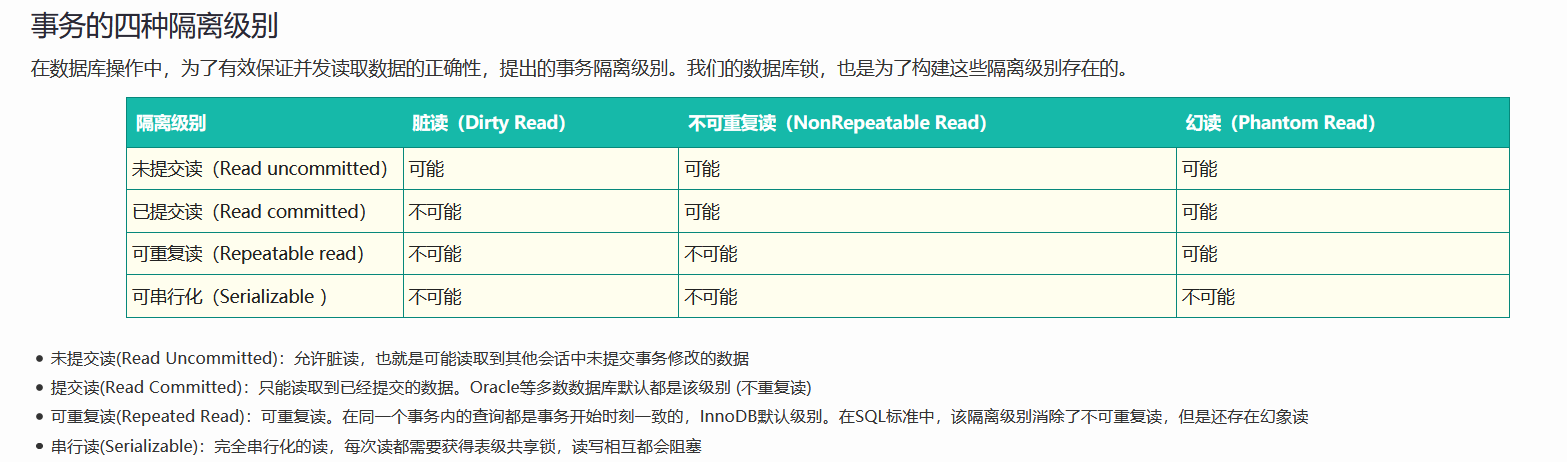 事务的四种隔离级别
在数据库操作中，为了有效保证并发读取数据的正确性，提出的事务隔离级别。我们的数据库锁，也是为了构建这些隔离级别存在的。
隔离级别 脏读（Dirty Read） 不可重复读（NonRepeatable Read） 幻读（Phantom Read）
未提交读（Read uncommitted） 可能 可能 可能
已提交读（Read committed） 不可能 可能 可能
可重复读（Repeatable read） 不可能 不可能 可能
可串行化（Serializable ） 不可能 不可能 不可能
• 未提交读(Read Uncommitted)：允许脏读，也就是可能读取到其他会话中未提交事务修改的数据
• 提交读(Read Committed)：只能读取到已经提交的数据。Oracle等多数数据库默认都是该级别 (不重复读)
• 可重复读(Repeated Read)：可重复读。在同一个事务内的查询都是事务开始时刻一致的，InnoDB默认级别。在SQL标准中，该隔离级别消除了不可重复读，但是还存在幻象读
• 串行读(Serializable)：完全串行化的读，每次读都需要获得表级共享锁，读写相互都会阻塞